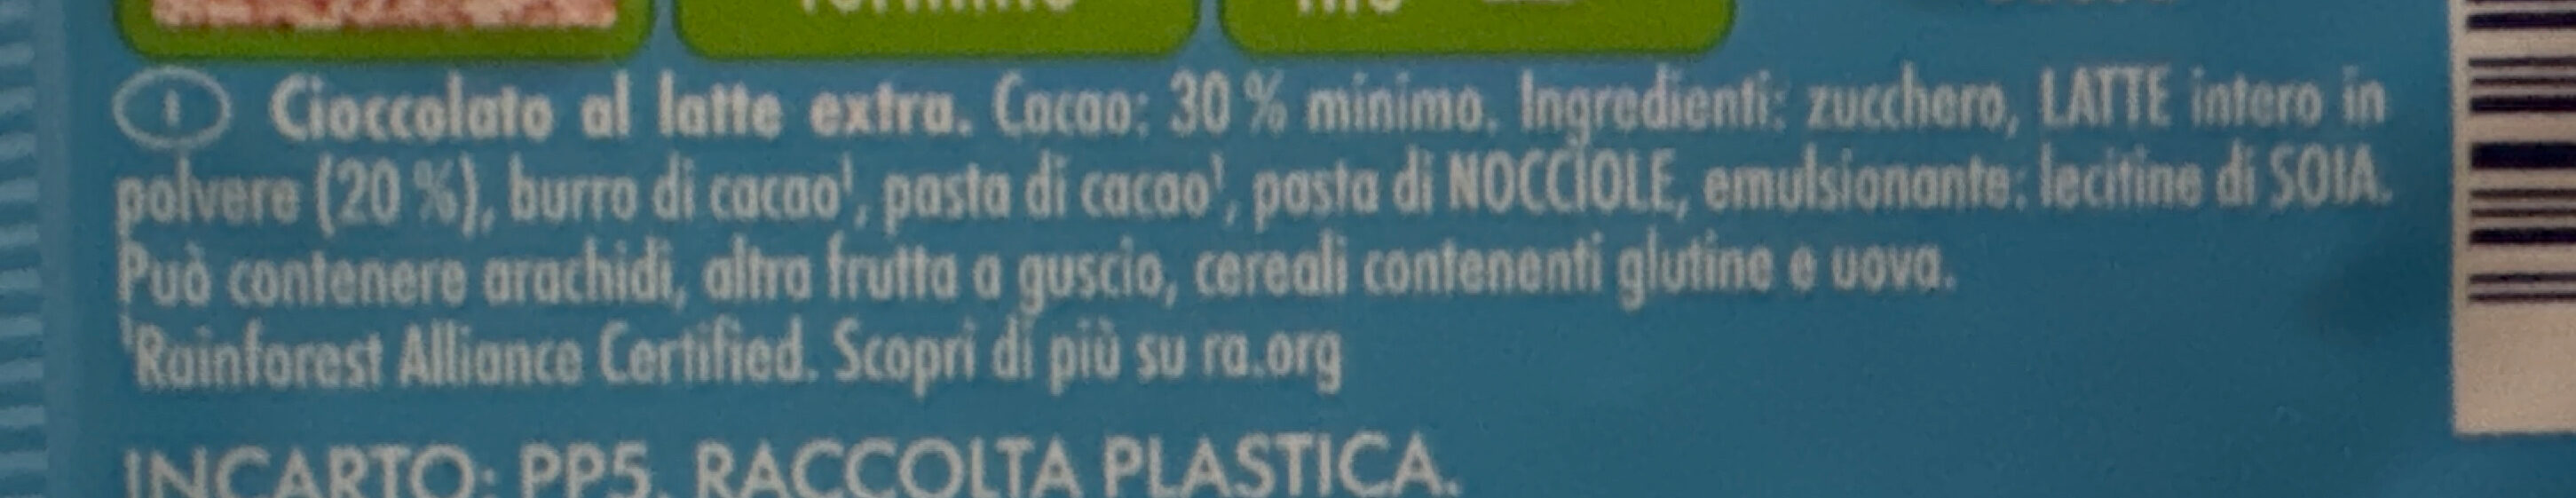 I Cioccolato al latte extra. Cacao: 30 % minimo. Ingredienti: zucchero, LATTE intero in
polvere (20 %), burro di cacao¹, pasta di cacao¹, pasta di NOCCIOLE, emulsionante: lecitine di SOIA.
Può contenere arachidi, altra frutta a guscio, cereali contenenti glutine e uova.
¹Rainforest Alliance Certified. Scopri di più su ra.org
INCARTO: PP5. RACCOLTA PLASTICA.